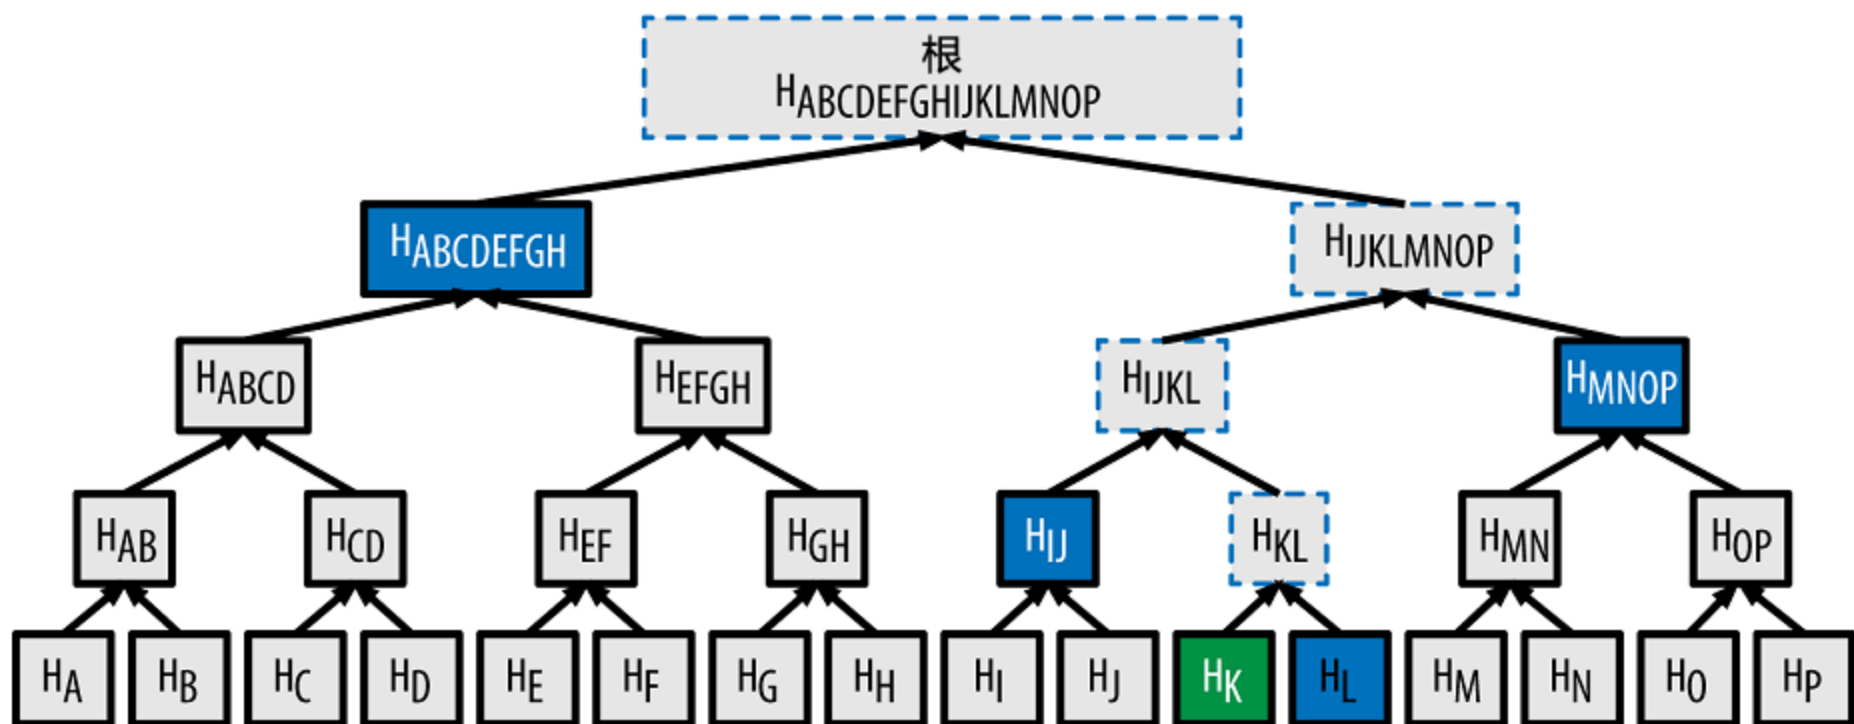 根
HABCDEFGHIJKLMNOP
HABCDEFGH
HIJKLMNOP
HABCD
HEFGH
HIJKL
HMNOP
HAB
HCD
HEF
HGH
HIJ
HKL
HMN
HOP
HA
HB
HC
HD
HE
HF
HG
HH
HI
HJ
HK
HL
HM
HN
HO
HP